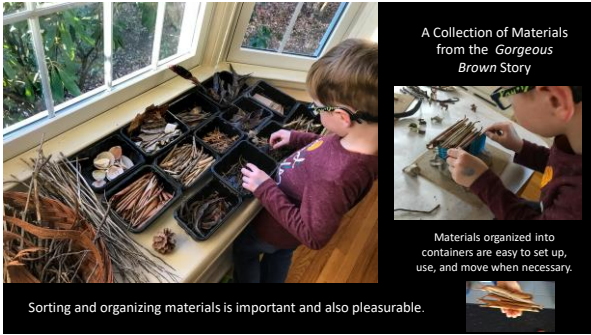 A Collection of Materials
from the Gorgeous
Brown Story
Materials organized into
containers are easy to set up,
use, and move when necessary.
Sorting and organizing materials is important and also pleasurable.